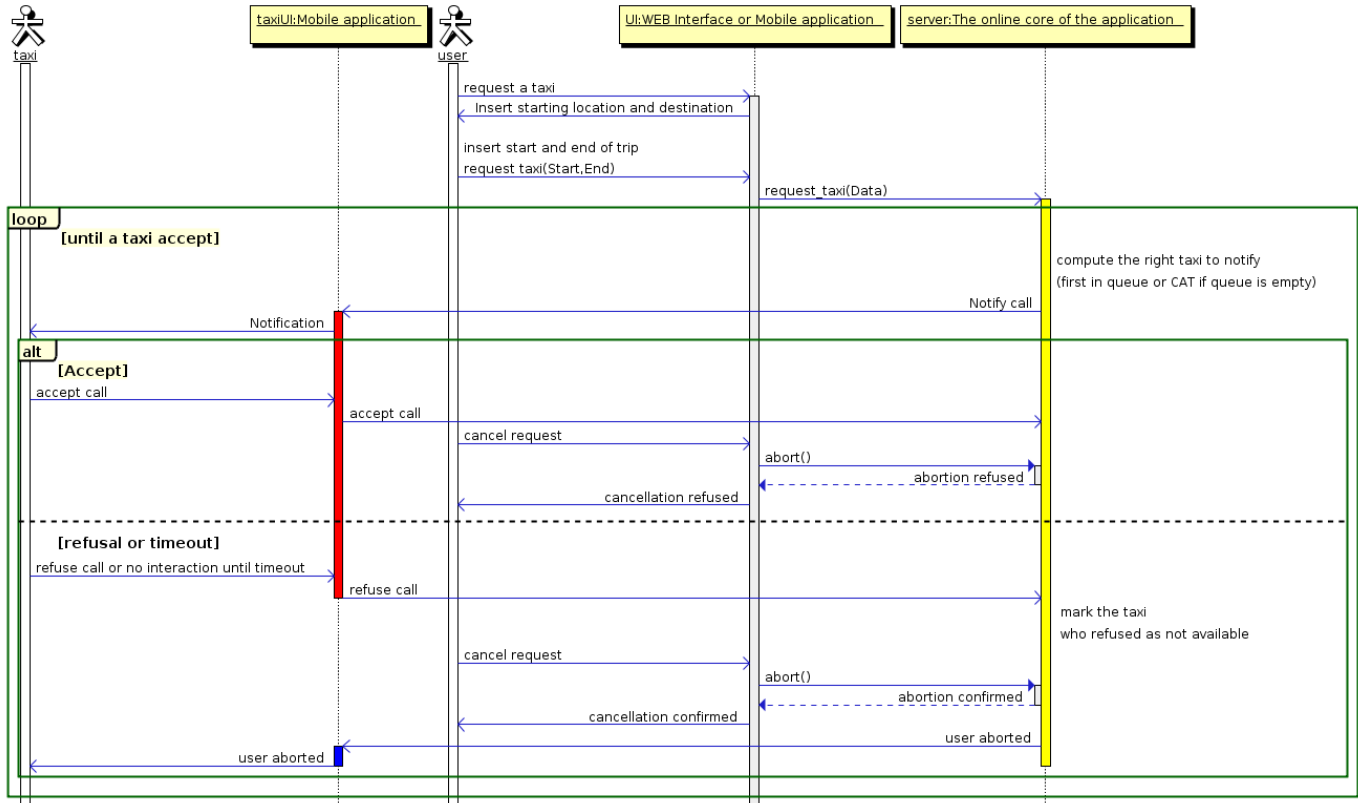 taxiUI:Mobile application
UI:WEB Interface or Mobile application
server:The online core of the application
taxi
user
request a taxi
Insert starting location and destination
insert start and end of trip
request taxi(Start,End)
request_taxi(Data)
loop
[until a taxi accept]
compute the right taxi to notify
(first in queue or CAT if queue is empty)
Notify call
Notification
alt
[Accept]
accept call
accept call
cancel request
abort()
abortion refused
cancellation refused
[refusal or timeout]
refuse call or no interaction until timeout
refuse call
mark the taxi
who refused as not available
cancel request
abort()
abortion confirmed
cancellation confirmed
user aborted
user aborted